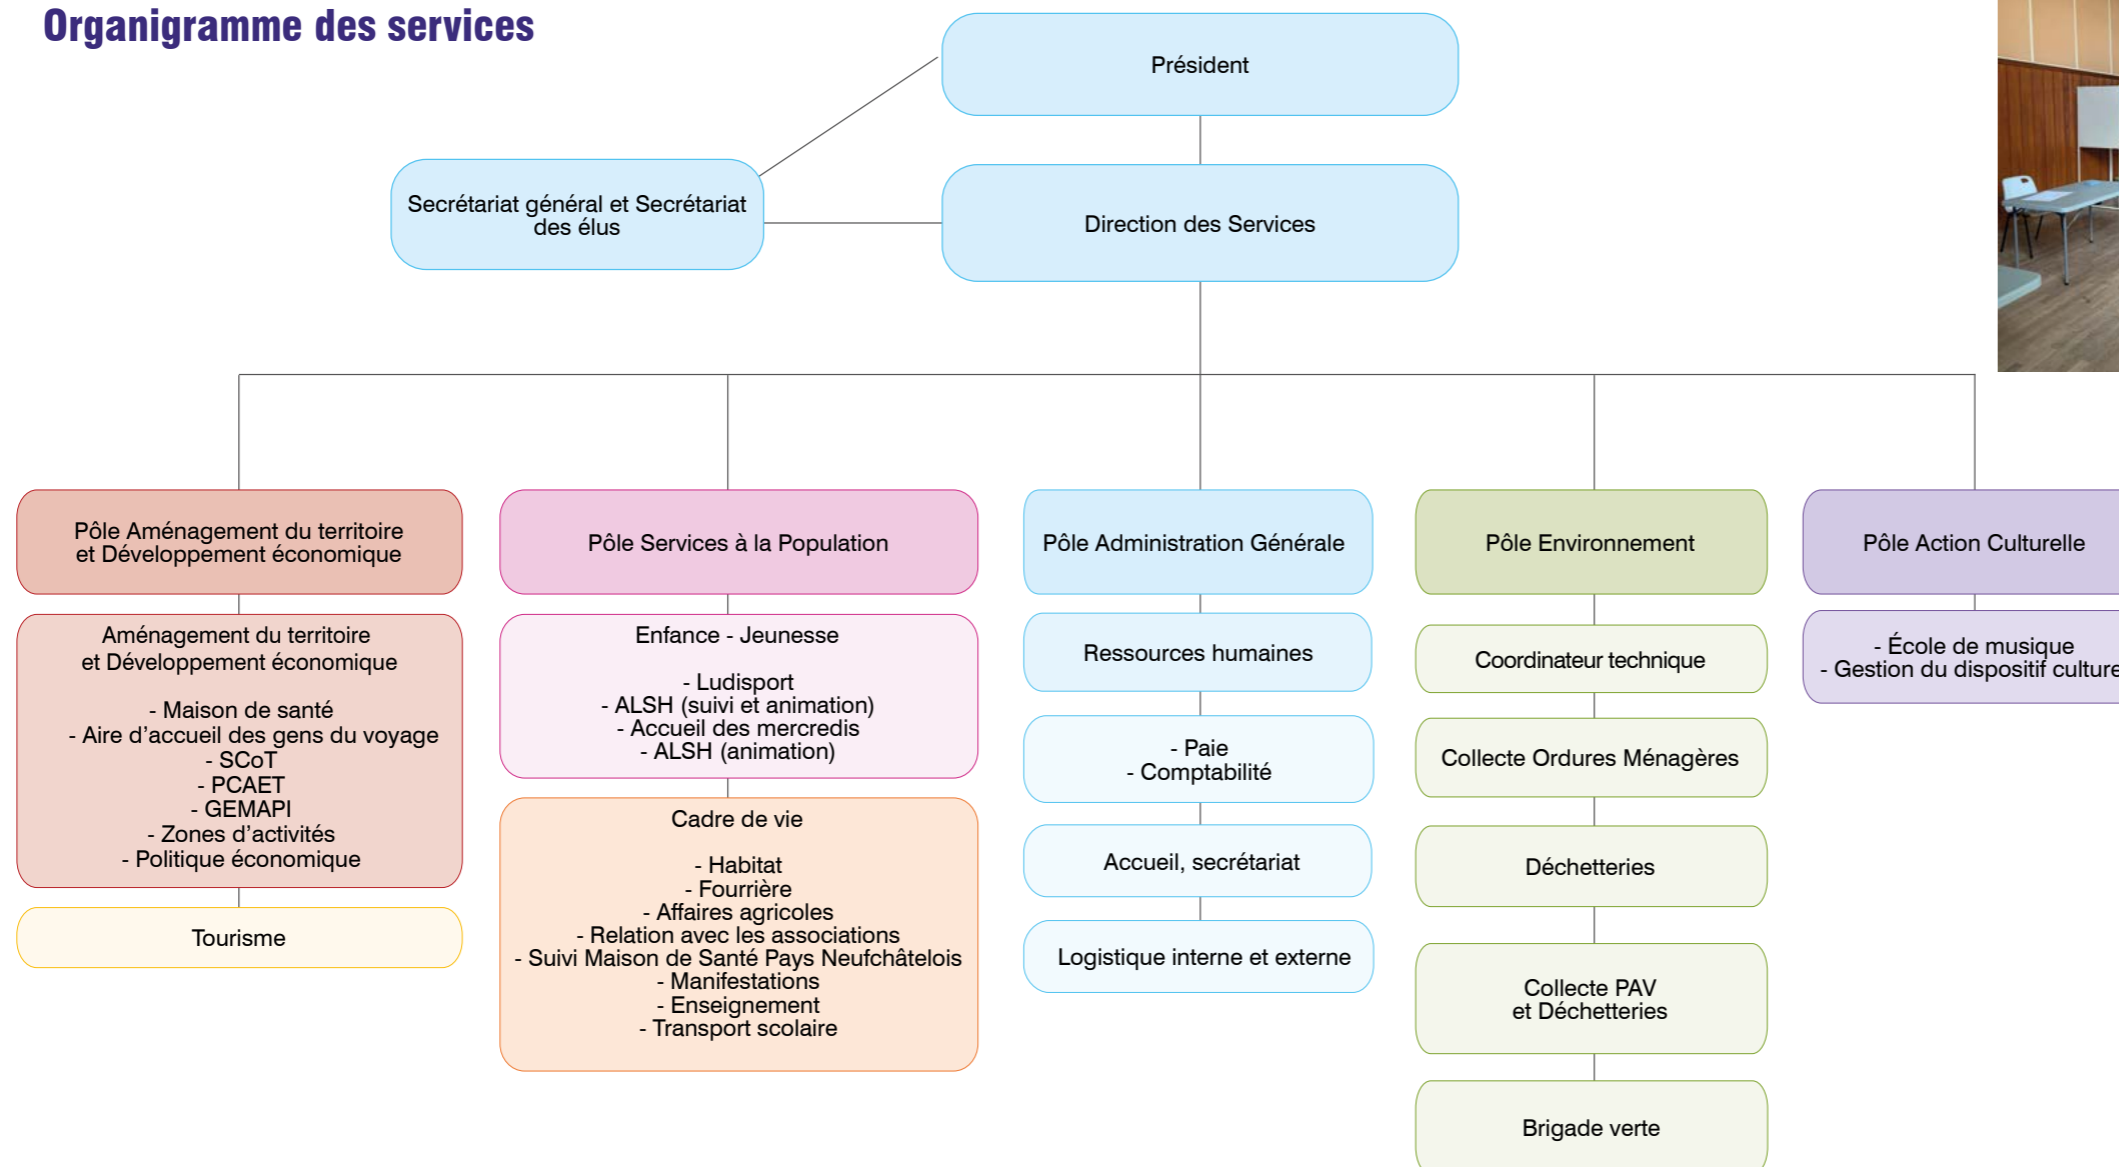 Organigramme des services
Président
Secrétariat général et Secrétariat
des élus
Direction des Services
Pôle Aménagement du territoire
et Développement économique
Aménagement du territoire
et Développement économique
- Maison de santé
- Aire d’accueil des gens du voyage
- SCoT
- PCAET
- GEMAPI
- Zones d’activités
- Politique économique
Tourisme
Pôle Services à la Population
Enfance - Jeunesse
- Ludisport
- ALSH (suivi et animation)
- Accueil des mercredis
- ALSH (animation)
Cadre de vie
- Habitat
- Fourrière
- Affaires agricoles
- Relation avec les associations
- Suivi Maison de Santé Pays Neufchâtelois
- Manifestations
- Enseignement
- Transport scolaire
Pôle Administration Générale
Ressources humaines
- Paie
- Comptabilité
Accueil, secrétariat
Logistique interne et externe
Pôle Environnement
Coordinateur technique
Collecte Ordures Ménagères
Déchetteries
Collecte PAV
et Déchetteries
Brigade verte
Pôle Action Culturelle
- École de musique
- Gestion du dispositif culture